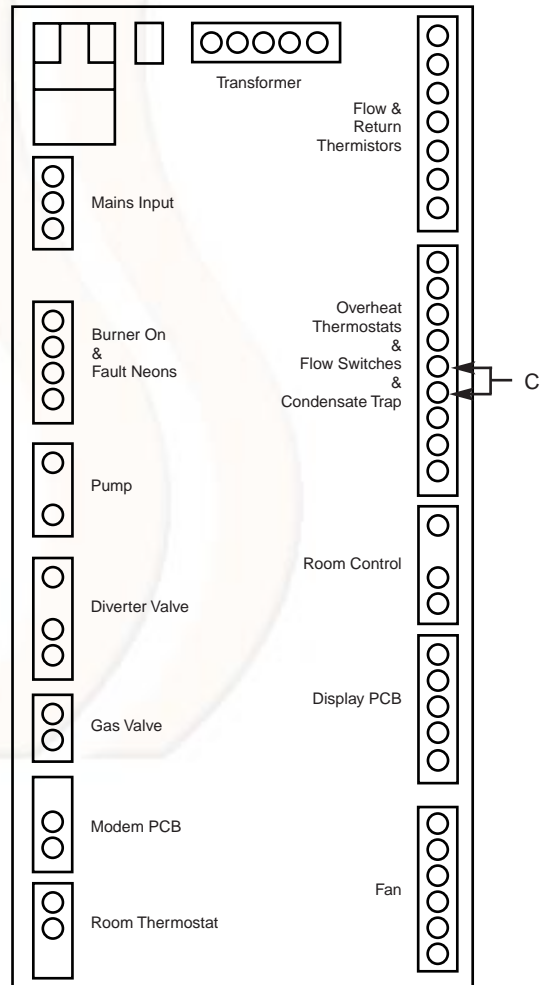 Transformer
Flow &
Return
Thermistors
Mains Input
Overheat
Thermostats
&
Flow Switches
&
Condensate Trap
C
Burner On
&
Fault Neons
Pump
Room Control
Diverter Valve
Display PCB
Gas Valve
Modem PCB
Fan
Room Thermostat